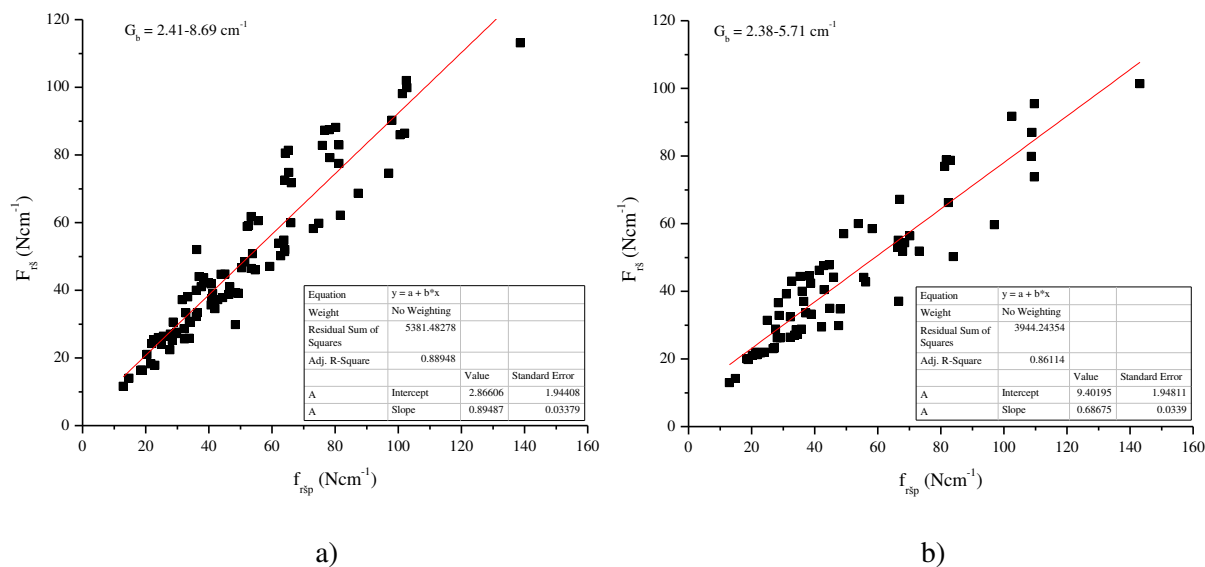 G_b = 2.41-8.69 cm^-1
120
100
80
60
40
20
0
F_rš (Ncm^-1)
Equation y = a + b*x
Weight No Weighting
Residual Sum of Squares 5381.48278
Adj. R-Square 0.88948
Value Standard Error
A Intercept 2.86606 1.94408
A Slope 0.89487 0.03379
0 20 40 60 80 100 120 140 160
f_ršp (Ncm^-1)
a)
G_b = 2.38-5.71 cm^-1
120
100
80
60
40
20
0
F_rš (Ncm^-1)
Equation y = a + b*x
Weight No Weighting
Residual Sum of Squares 3944.24354
Adj. R-Square 0.86114
Value Standard Error
A Intercept 9.40195 1.94811
A Slope 0.68675 0.0339
0 20 40 60 80 100 120 140 160
f_ršp (Ncm^-1)
b)